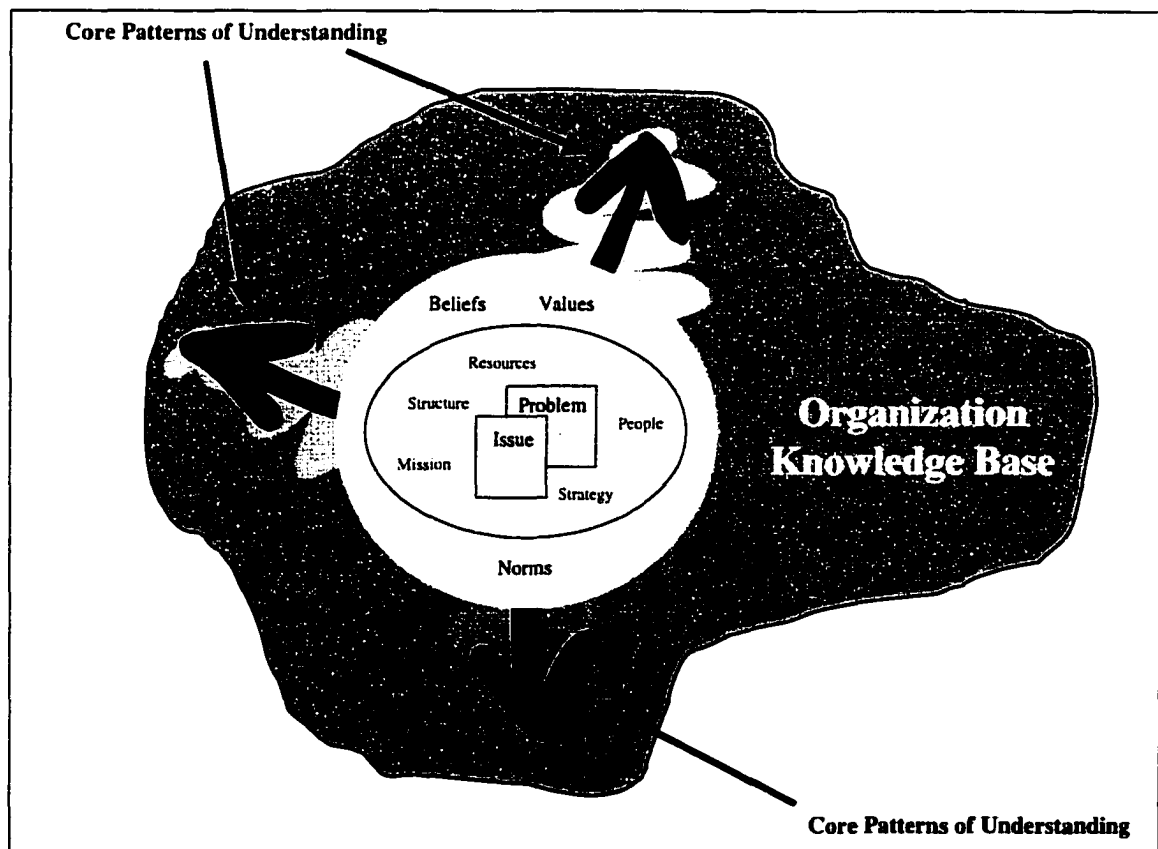 Core Patterns of Understanding
Beliefs
Values
Resources
Structure
Problem
People
Issue
Mission
Strategy
Norms
Organization
Knowledge Base
Core Patterns of Understanding